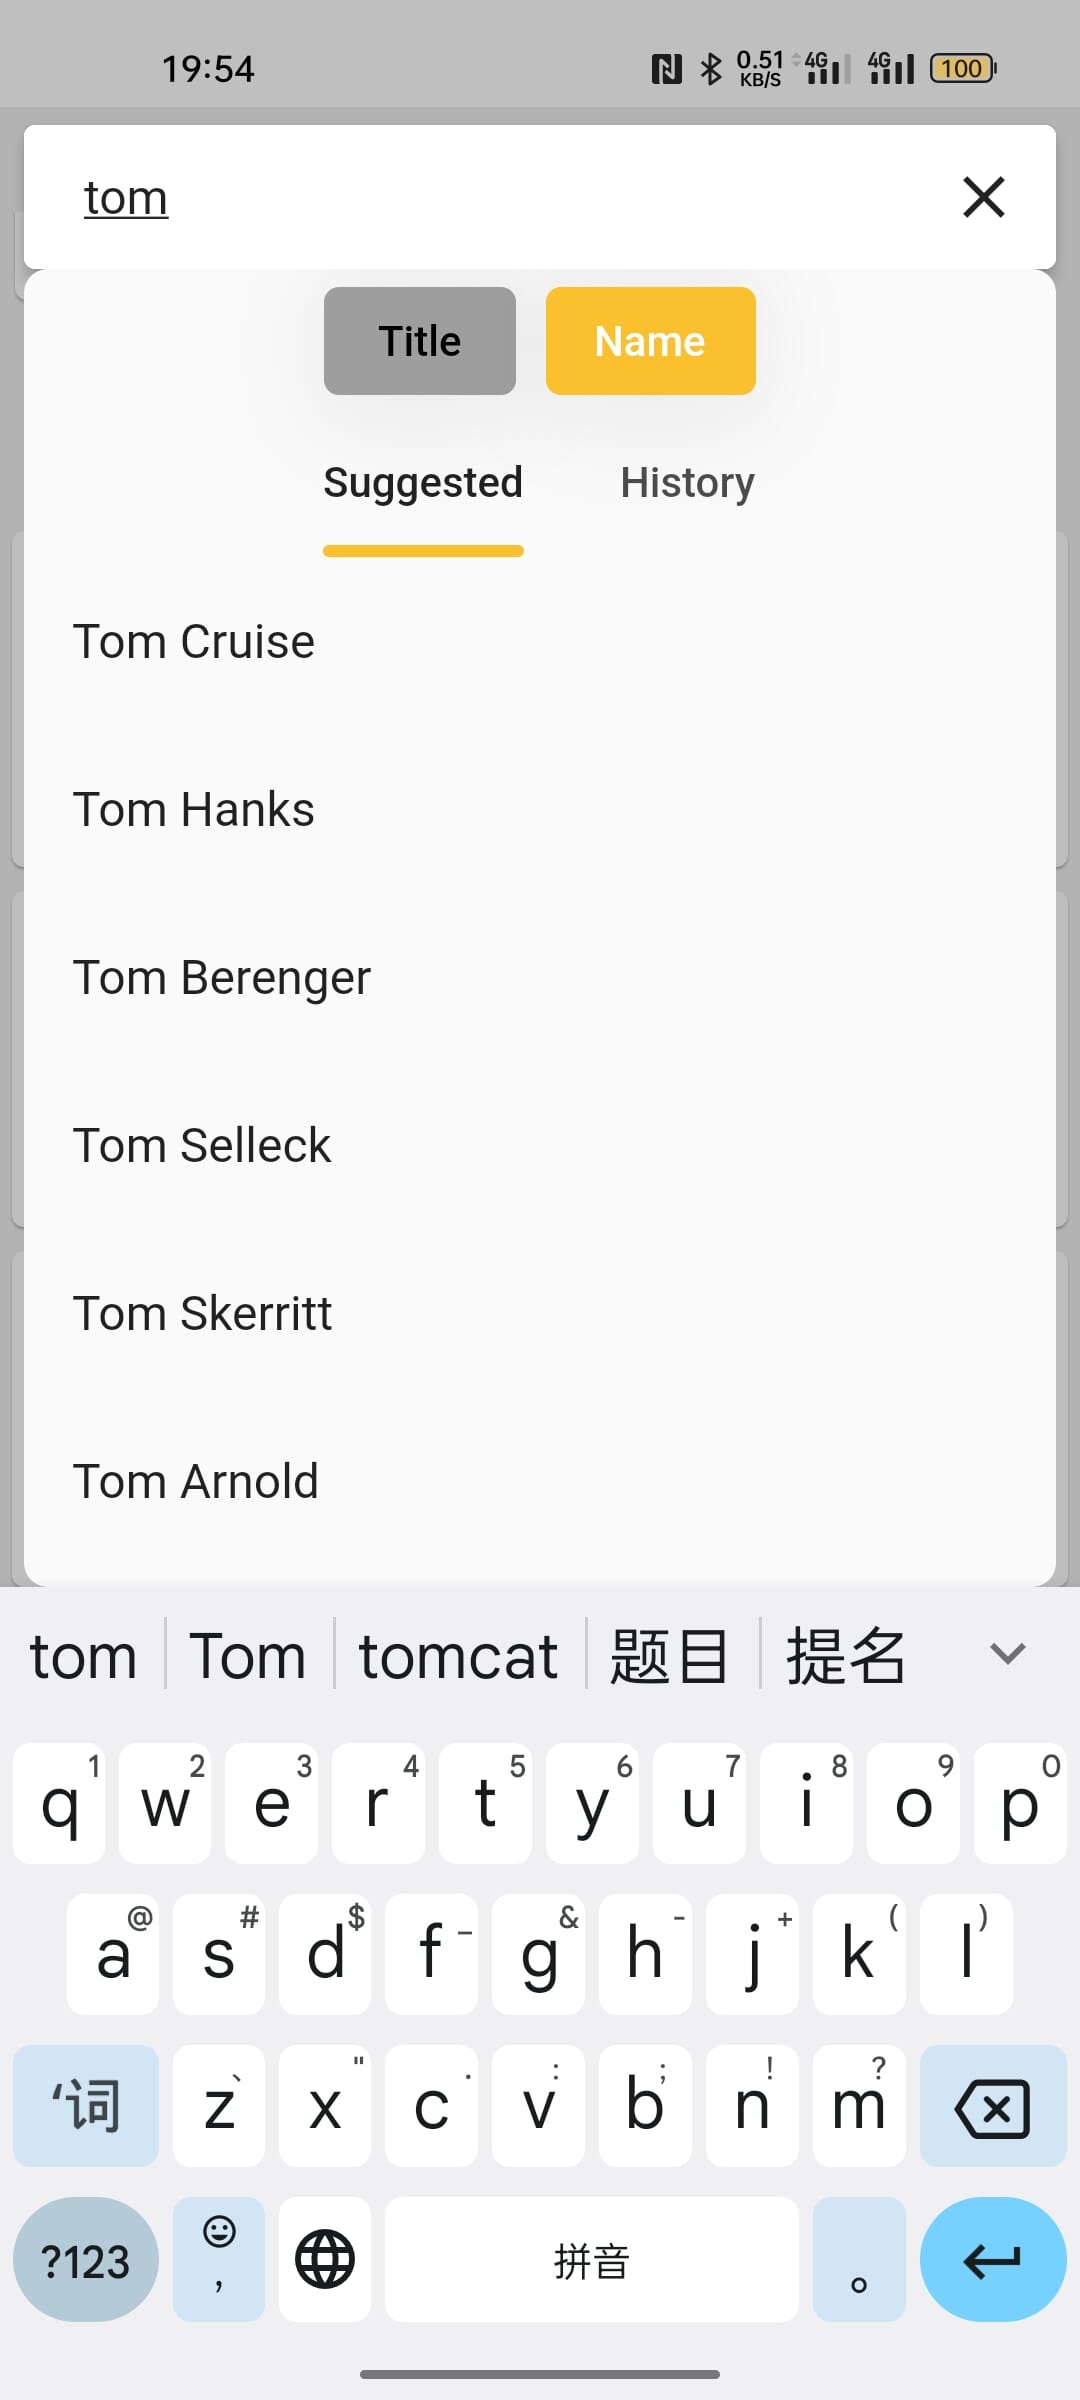 19:54 0.51 KB/S 4G 4G 100
tom
Title Name
Suggested History
Tom Cruise
Tom Hanks
Tom Berenger
Tom Selleck
Tom Skerritt
Tom Arnold
tom Tom tomcat 题目 提名
1 2 3 4 5 6 7 8 9 0
q w e r t y u i o p
@ # $ _ & - + ( )
a s d f g h j k l
、 " · : ; ! ?
'词 z x c v b n m
?123 , 拼音 。